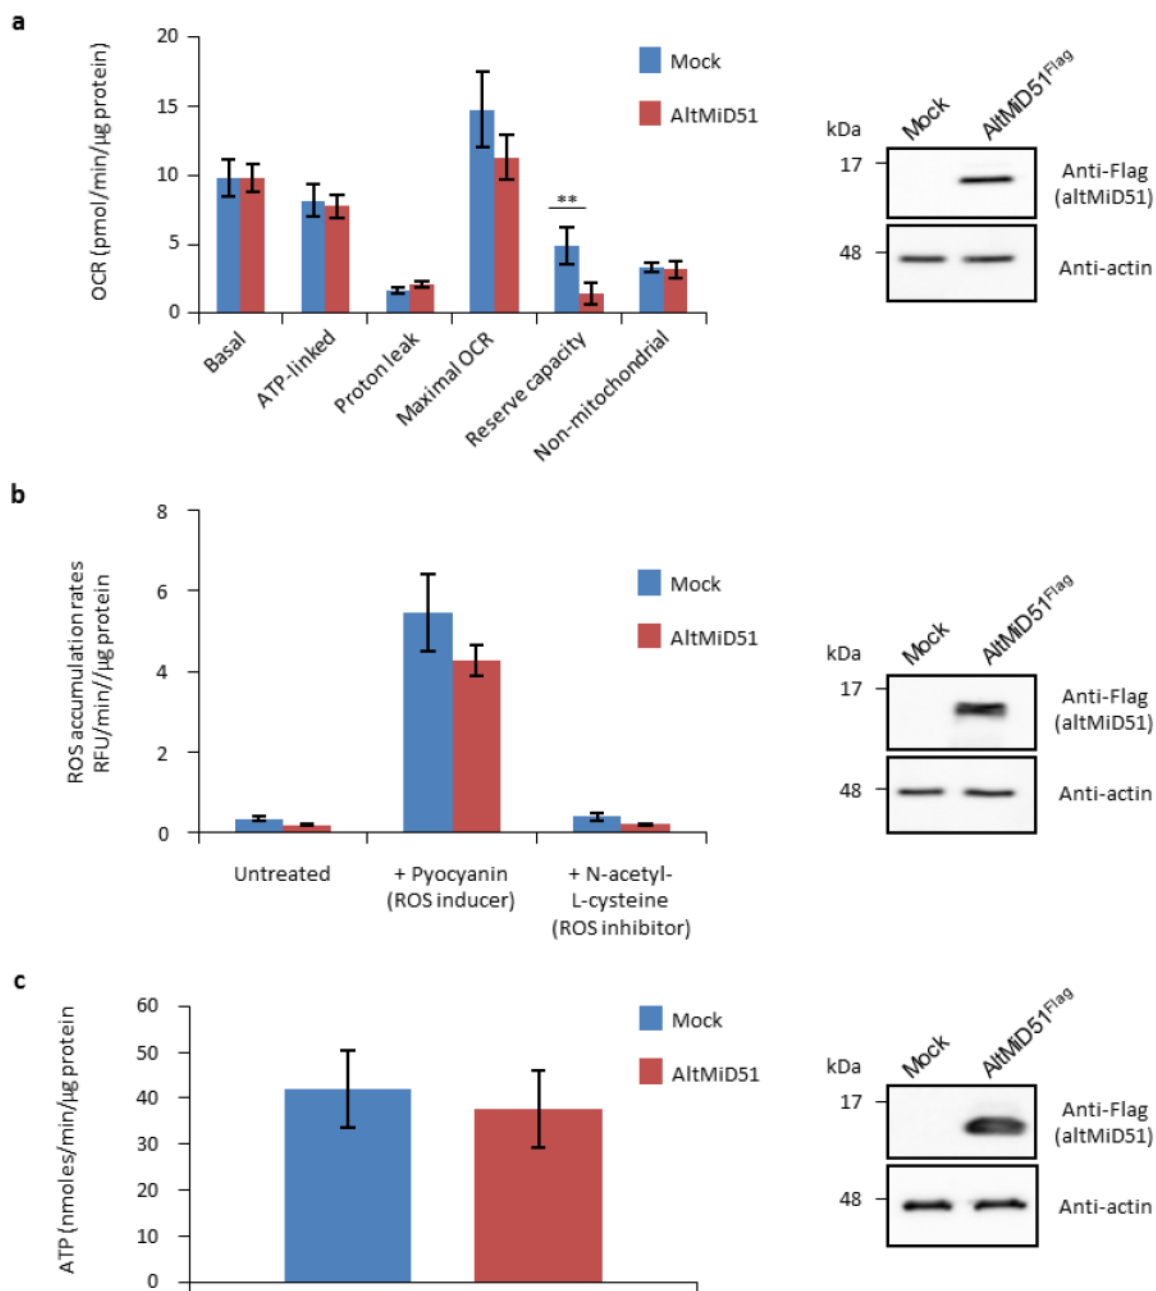 a
20
15
10
5
0
OCR (pmol/min/µg protein)
Basal
ATP-linked
Proton leak
Maximal OCR
Reserve capacity
Non-mitochondrial
**
Mock
AltMiD51
kDa
Mock
AltMiD51Flag
17
Anti-Flag
(altMiD51)
48
Anti-actin
b
8
6
4
2
0
ROS accumulation rates
RFU/min//µg protein
Untreated
+ Pyocyanin
(ROS inducer)
+ N-acetyl-
L-cysteine
(ROS inhibitor)
Mock
AltMiD51
kDa
Mock
AltMiD51Flag
17
Anti-Flag
(altMiD51)
48
Anti-actin
c
60
50
40
30
20
10
0
ATP (nmoles/min/µg protein
Mock
AltMiD51
kDa
Mock
AltMiD51Flag
17
Anti-Flag
(altMiD51)
48
Anti-actin